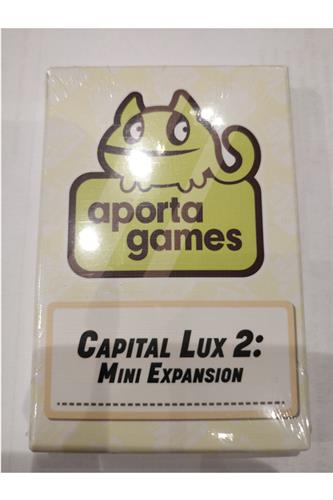 aporta
games
CAPITAL LUX 2:
MINI EXPANSION